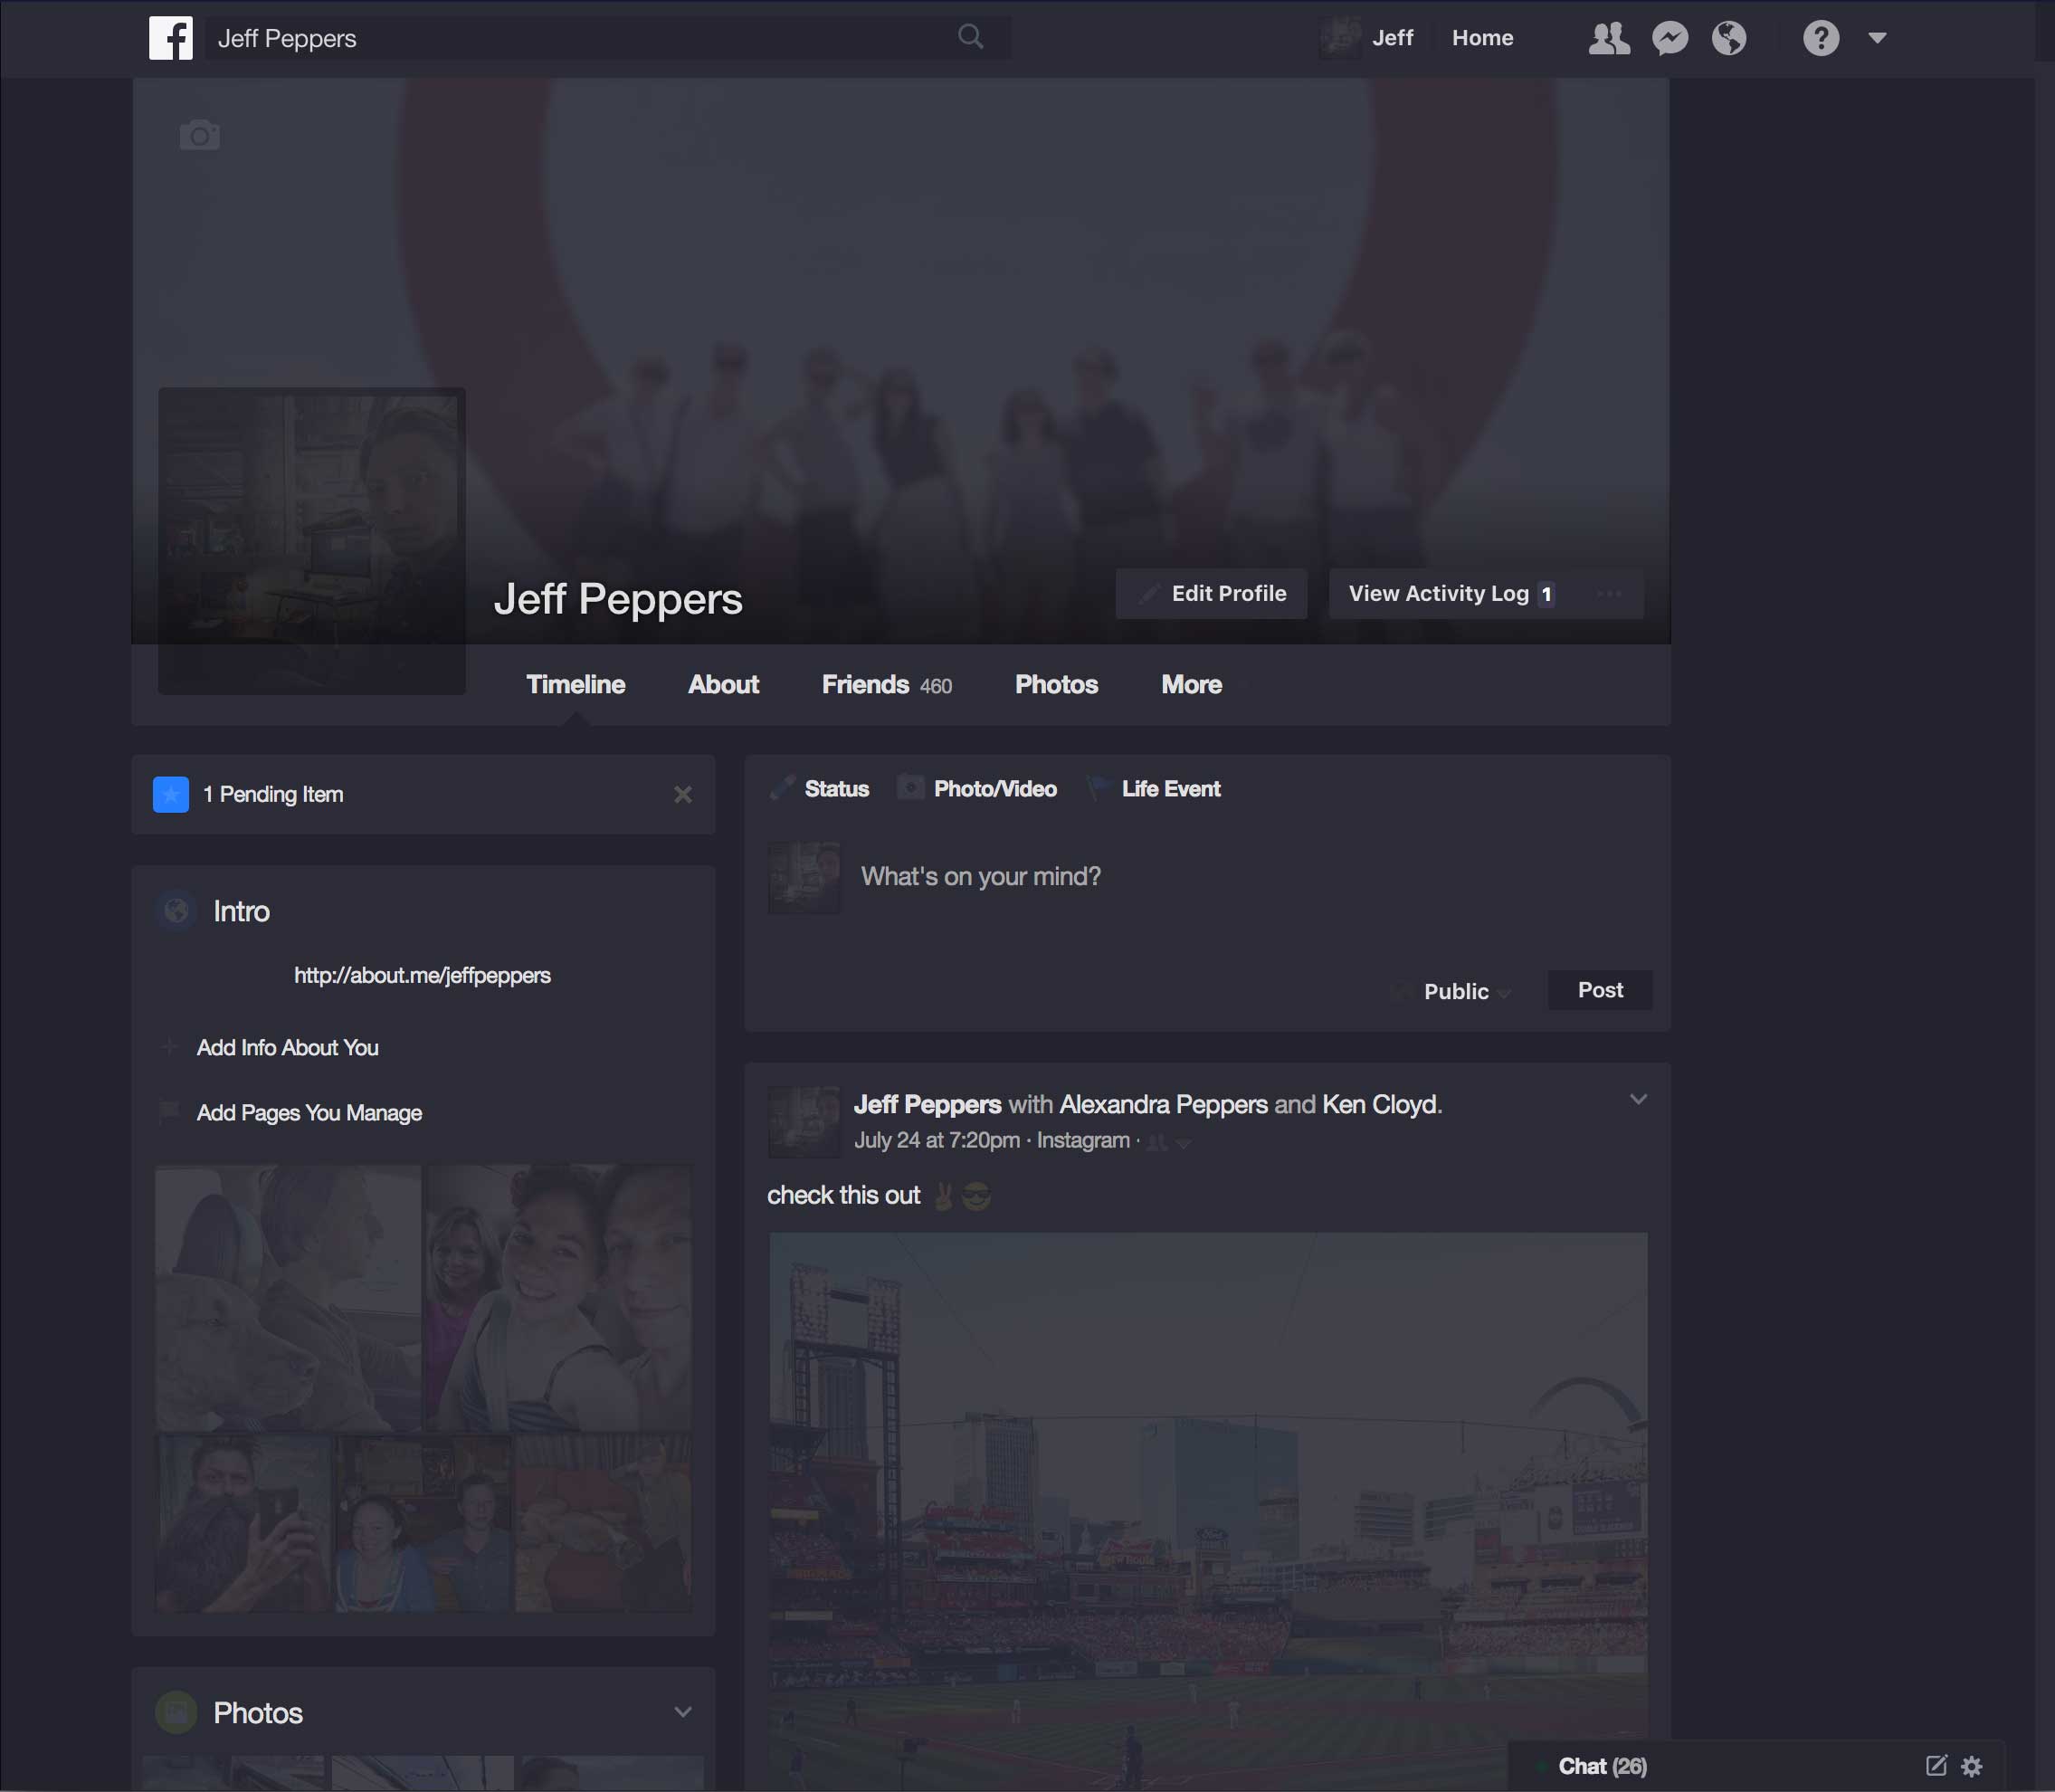 Jeff Peppers
Jeff
Home
Jeff Peppers
Edit Profile
View Activity Log 1
Timeline
About
Friends 460
Photos
More
1 Pending Item
Intro
http://about.me/jeffpeppers
Add Info About You
Add Pages You Manage
Photos
Status
Photo/Video
Life Event
What's on your mind?
Public
Post
Jeff Peppers with Alexandra Peppers and Ken Cloyd.
July 24 at 7:20pm · Instagram ·
check this out ✌😎
Chat (26)